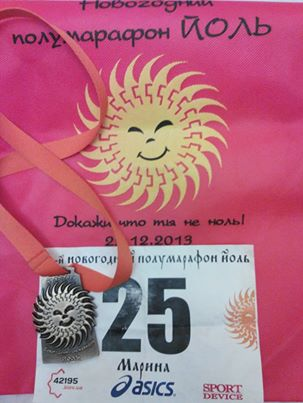 Новогодний
полумарафон ЙОЛЬ
Докажи что ты не ноль!
.12.2013
-й новогодний полумарафон йоль
25
Марина
йоль
42195
asics
SPORT
DEVICE